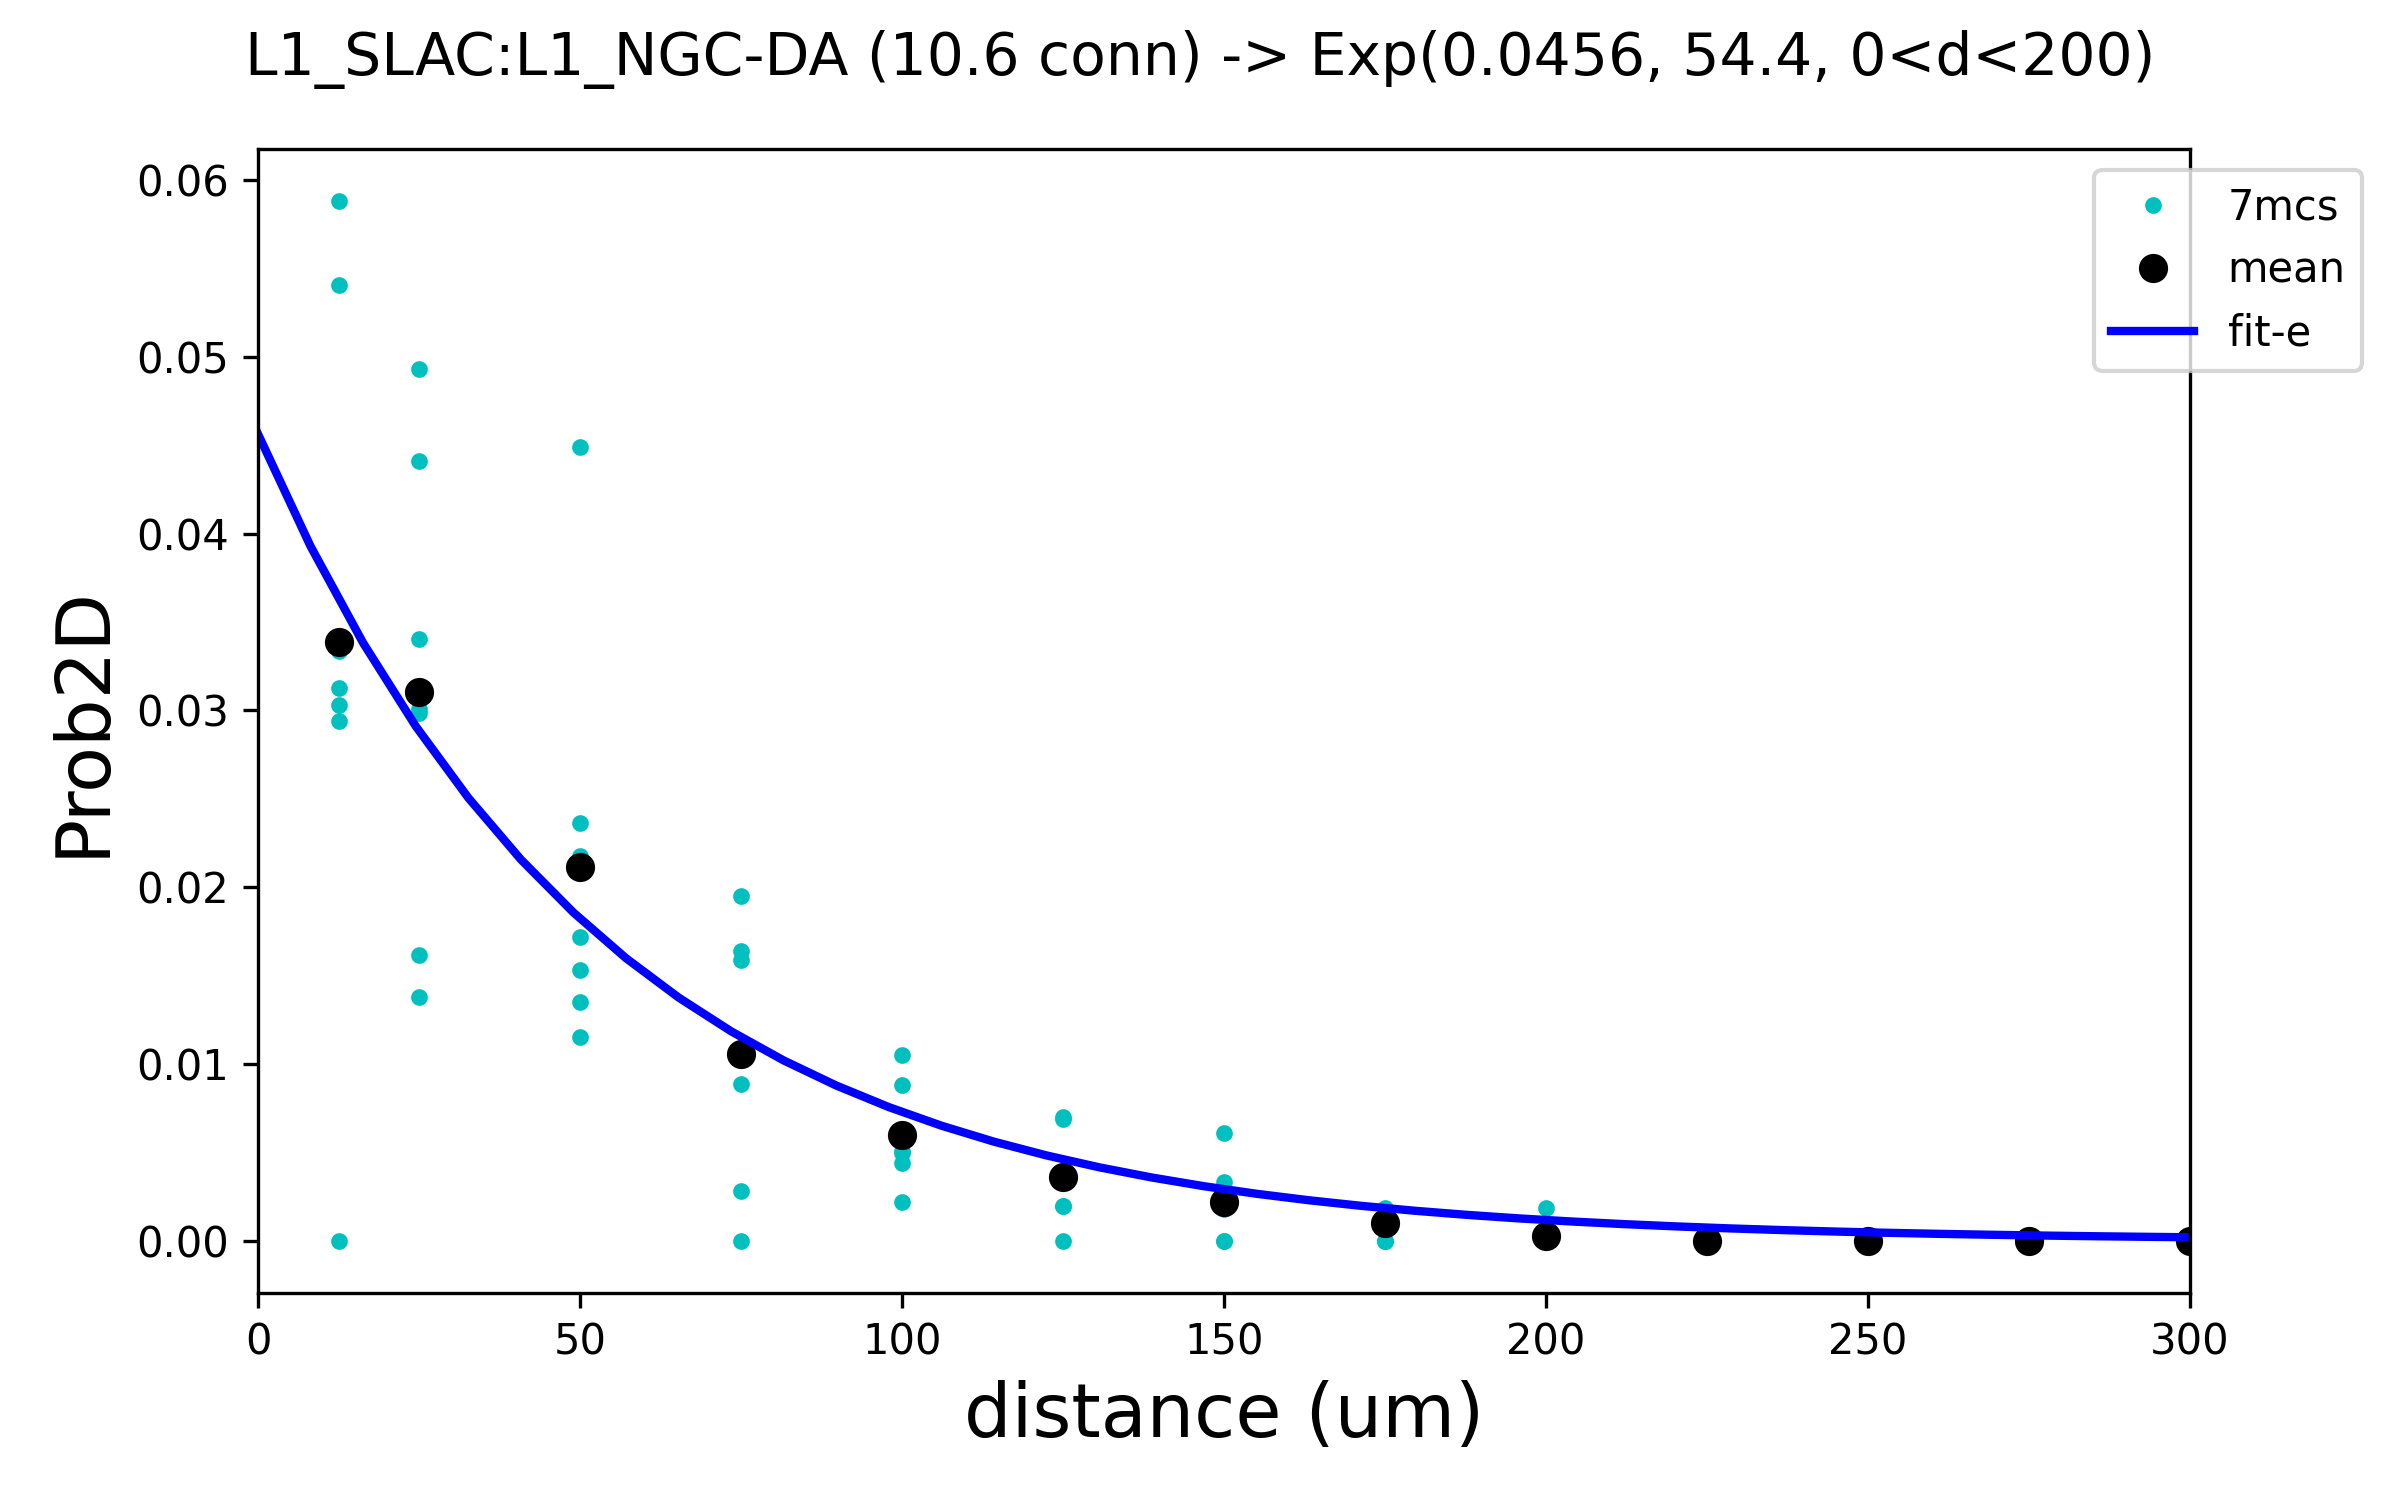 L1_SLAC:L1_NGC-DA (10.6 conn) -> Exp(0.0456, 54.4, 0<d<200)
7mcs
mean
fit-e
0.06
0.05
0.04
0.03
0.02
0.01
0.00
Prob2D
0 50 100 150 200 250 300
distance (um)